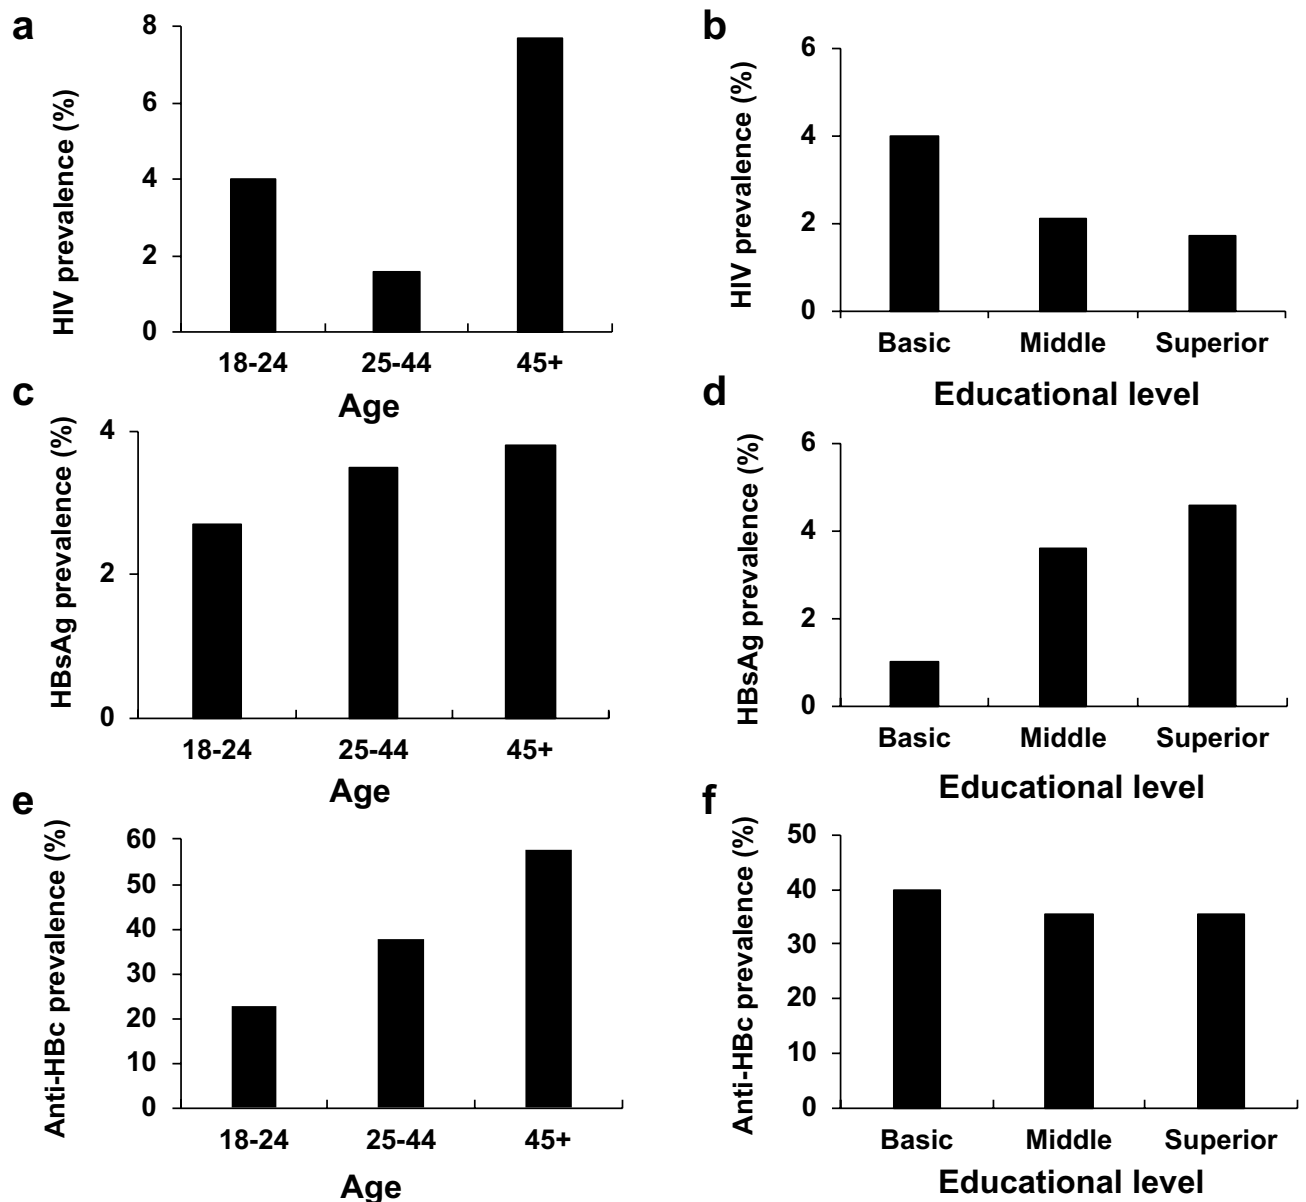 a
HIV prevalence (%)
8
6
4
2
0
18-24 25-44 45+
Age
b
HIV prevalence (%)
6
4
2
0
Basic Middle Superior
Educational level
c
HBsAg prevalence (%)
4
2
0
18-24 25-44 45+
Age
d
HBsAg prevalence (%)
6
4
2
0
Basic Middle Superior
Educational level
e
Anti-HBc prevalence (%)
60
50
40
30
20
10
0
18-24 25-44 45+
Age
f
Anti-HBc prevalence (%)
50
40
30
20
10
0
Basic Middle Superior
Educational level